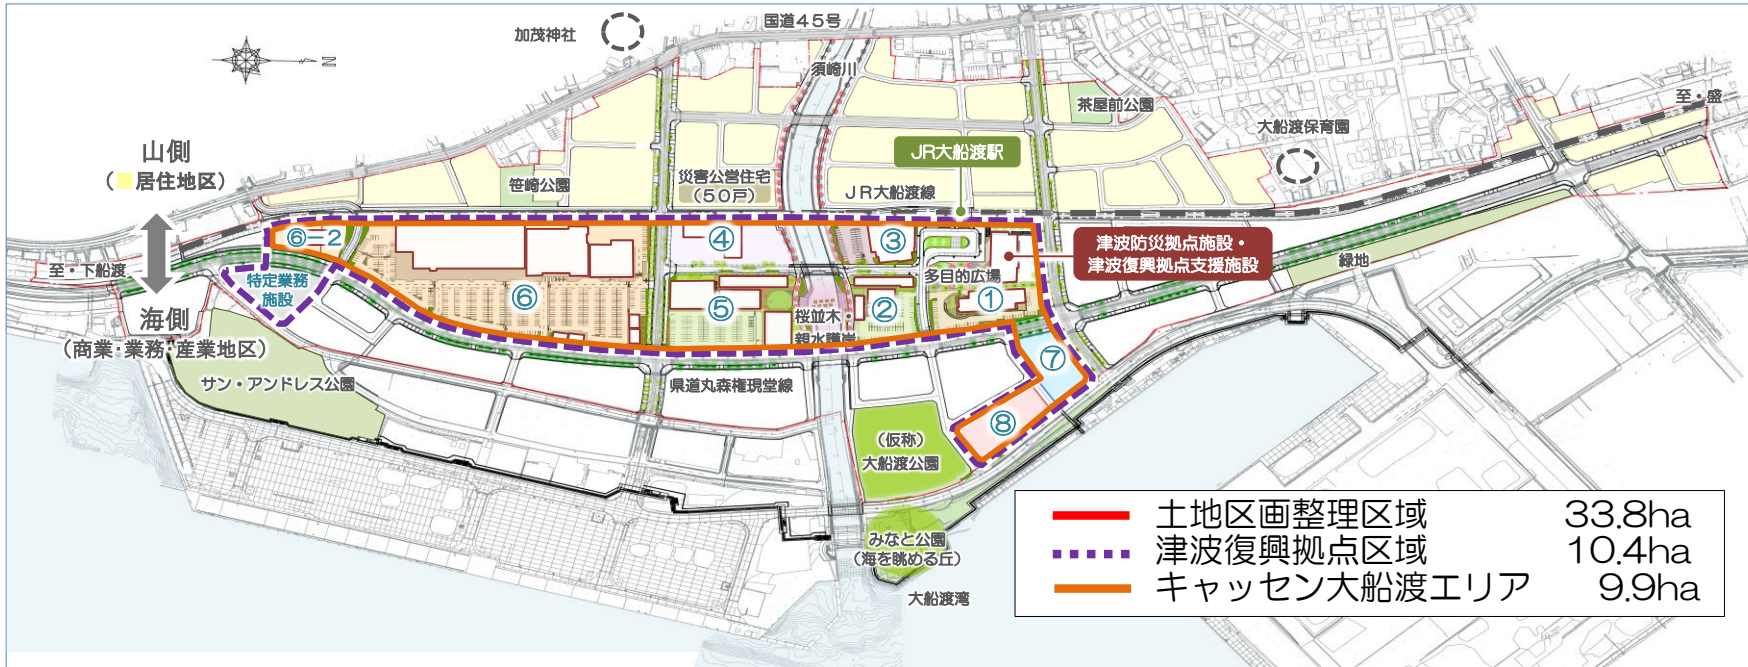 国道45号
加茂神社
N
須崎川
茶屋前公園
至・盛
大船渡保育園
JR大船渡駅
山側
(■居住地区)
笹崎公園
災害公営住宅
(50戸)
JR大船渡線
⑥=2
④
③
津波防災拠点施設・
津波復興拠点支援施設
緑地
至・下船渡
特定業務
施設
多目的広場
⑥
⑤
②
①
桜並木
親水護岸
海側
(商業・業務・産業地区)
⑦
サン・アンドレス公園
県道丸森権現堂線
⑧
(仮称)
大船渡公園
みなと公園
(海を眺める丘)
大船渡湾
土地区画整理区域 33.8ha
津波復興拠点区域 10.4ha
キャッセン大船渡エリア 9.9ha